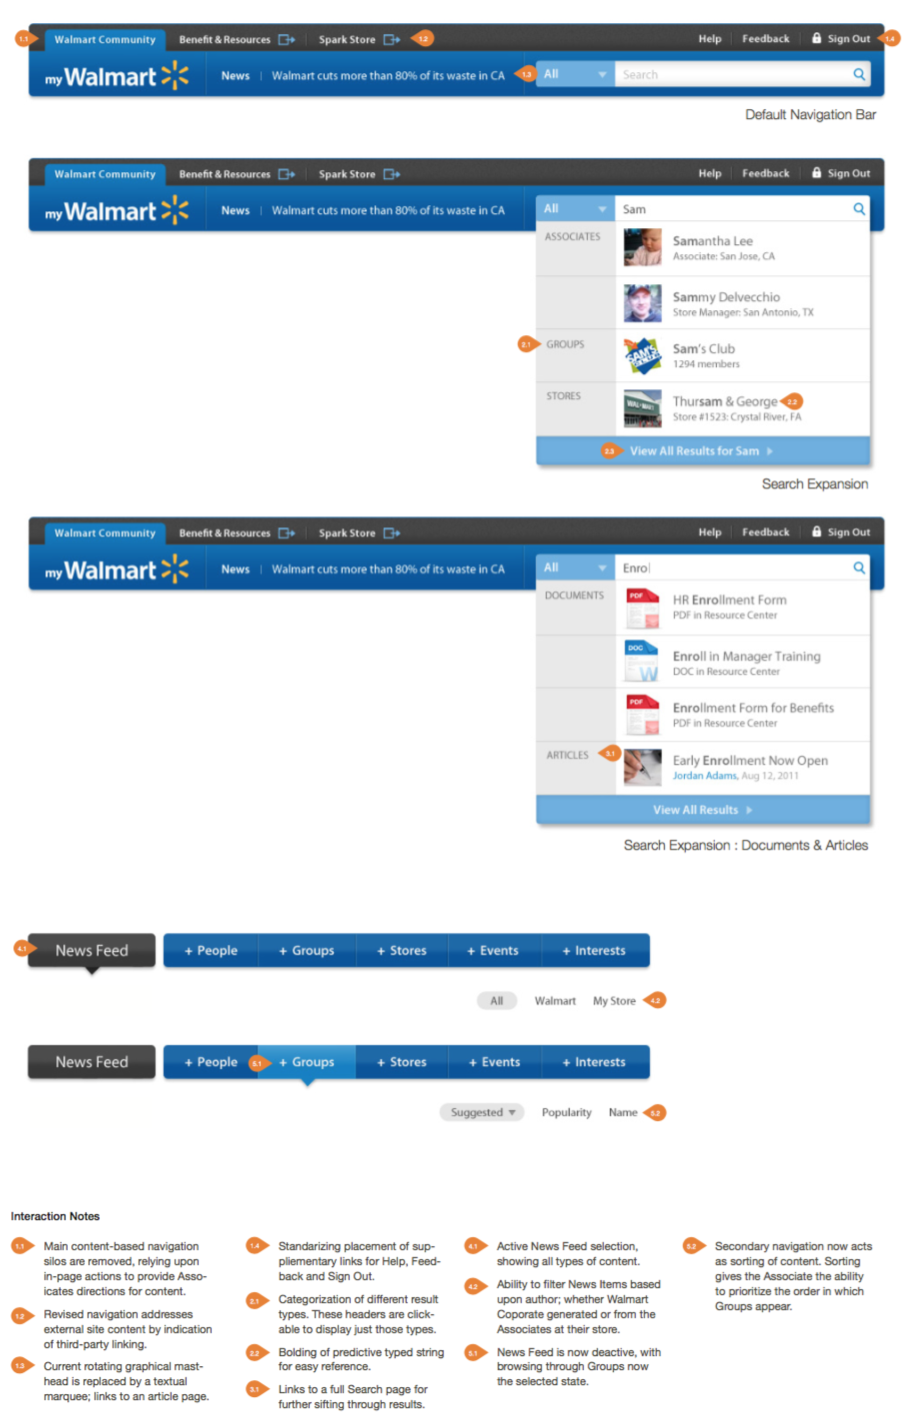 1.1 Walmart Community Benefit & Resources Spark Store 1.2 Help Feedback Sign Out 1.4
my Walmart News | Walmart cuts more than 80% of its waste in CA 1.3 All Search
Default Navigation Bar
Walmart Community Benefit & Resources Spark Store Help Feedback Sign Out
my Walmart News | Walmart cuts more than 80% of its waste in CA All Sam
ASSOCIATES Samantha Lee
Associate: San Jose, CA
Sammy Delvecchio
Store Manager: San Antonio, TX
2.1 GROUPS SAM'S Sam's Club
1294 members
STORES WAL★MART Thursam & George 2.2
Store #1523: Crystal River, FA
2.3 View All Results for Sam
Search Expansion
Walmart Community Benefit & Resources Spark Store Help Feedback Sign Out
my Walmart News | Walmart cuts more than 80% of its waste in CA All Enro
DOCUMENTS PDF HR Enrollment Form
PDF in Resource Center
DOC W Enroll in Manager Training
DOC in Resource Center
PDF Enrollment Form for Benefits
PDF in Resource Center
ARTICLES 3.1 Early Enrollment Now Open
Jordan Adams, Aug 12, 2011
View All Results
Search Expansion : Documents & Articles
4.1 News Feed + People + Groups + Stores + Events + Interests
All Walmart My Store 4.2
News Feed + People 5.1 + Groups + Stores + Events + Interests
Suggested Popularity Name 5.2
Interaction Notes
1.1 Main content-based navigation
silos are removed, relying upon
in-page actions to provide Asso-
icates directions for content.
1.2 Revised navigation addresses
external site content by indication
of third-party linking.
1.3 Current rotating graphical mast-
head is replaced by a textual
marquee; links to an article page.
1.4 Standarizing placement of sup-
pliementary links for Help, Feed-
back and Sign Out.
2.1 Categorization of different result
types. These headers are click-
able to display just those types.
2.2 Bolding of predictive typed string
for easy reference.
3.1 Links to a full Search page for
further sifting through results.
4.1 Active News Feed selection,
showing all types of content.
4.2 Ability to filter News Items based
upon author; whether Walmart
Coporate generated or from the
Associates at their store.
5.1 News Feed is now deactive, with
browsing through Groups now
the selected state.
5.2 Secondary navigation now acts
as sorting of content. Sorting
gives the Associate the ability
to prioritize the order in which
Groups appear.